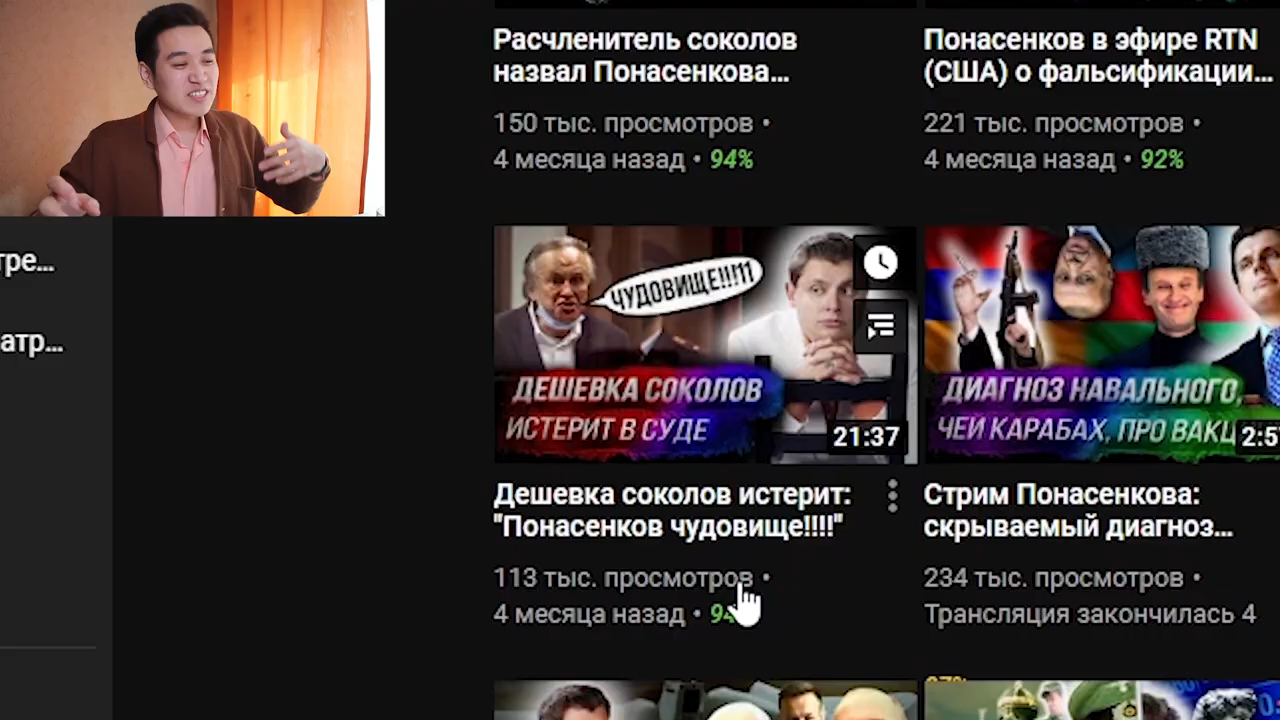 Расчленитель соколов
назвал Понасенкова...
150 тыс. просмотров •
4 месяца назад • 94%
Понасенков в эфире RTN
(США) о фальсификации...
221 тыс. просмотров •
4 месяца назад • 92%
тре...
атр...
ЧУДОВИЩЕ!!!11
ДЕШЕВКА СОКОЛОВ
ИСТЕРИТ В СУДЕ
21:37
Дешевка соколов истерит:
"Понасенков чудовище!!!!"
113 тыс. просмотров •
4 месяца назад •
ДИАГНОЗ НАВАЛЬНОГО,
ЧЕЙ КАРАБАХ, ПРО ВАКЦ
2:5
Стрим Понасенкова:
скрываемый диагноз...
234 тыс. просмотров •
Трансляция закончилась 4